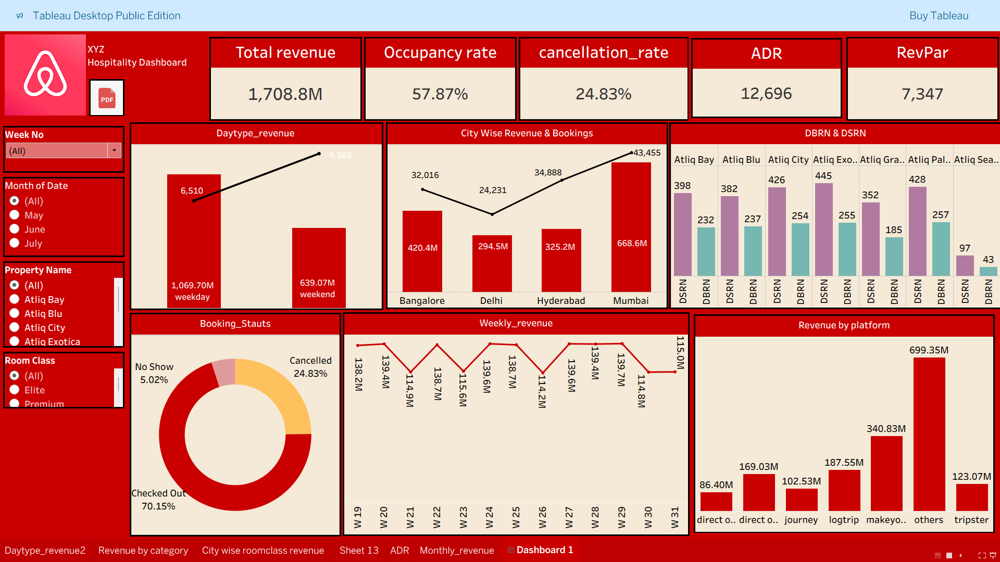 Tableau Desktop Public Edition
Buy Tableau
XYZ
Hospitality Dashboard
PDF
Total revenue
1,708.8M
Occupancy rate
57.87%
cancellation_rate
24.83%
ADR
12,696
RevPar
7,347
Week No
(All)
Month of Date
(All)
May
June
July
Property Name
(All)
Atliq Bay
Atliq Blu
Atliq City
Atliq Exotica
Room Class
(All)
Elite
Premium
Daytype_revenue
9,363
6,510
1,069.70M
weekday
639.07M
weekend
City Wise Revenue & Bookings
43,455
32,016
34,888
24,231
420.4M
294.5M
325.2M
668.6M
Bangalore
Delhi
Hyderabad
Mumbai
DBRN & DSRN
Atliq Bay
Atliq Blu
Atliq City
Atliq Exo..
Atliq Gra..
Atliq Pal..
Atliq Sea..
398
232
382
237
426
254
445
255
352
185
428
257
97
43
DSRN
DBRN
DSRN
DBRN
DSRN
DBRN
DSRN
DBRN
DSRN
DBRN
DSRN
DBRN
DSRN
DBRN
Booking_Stauts
No Show
5.02%
Cancelled
24.83%
Checked Out
70.15%
Weekly_revenue
138.2M
139.4M
114.9M
138.7M
115.6M
139.6M
138.7M
114.2M
139.6M
139.4M
139.7M
114.8M
115.0M
W 19
W 20
W 21
W 22
W 23
W 24
W 25
W 26
W 27
W 28
W 29
W 30
W 31
Revenue by platform
86.40M
169.03M
102.53M
187.55M
340.83M
699.35M
123.07M
direct o..
direct o..
journey
logtrip
makeyo..
others
tripster
Daytype_revenue2
Revenue by category
City wise roomclass revenue
Sheet 13
ADR
Monthly_revenue
Dashboard 1